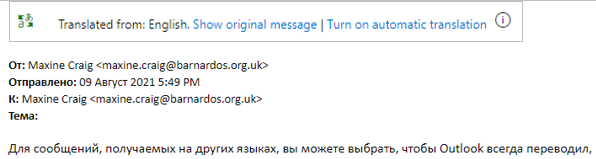 Translated from: English. Show original message | Turn on automatic translation
От: Maxine Craig <maxine.craig@barnardos.org.uk>
Отправлено: 09 Август 2021 5:49 PM
К: Maxine Craig <maxine.craig@barnardos.org.uk>
Тема:
Для сообщений, получаемых на других языках, вы можете выбрать, чтобы Outlook всегда переводил,